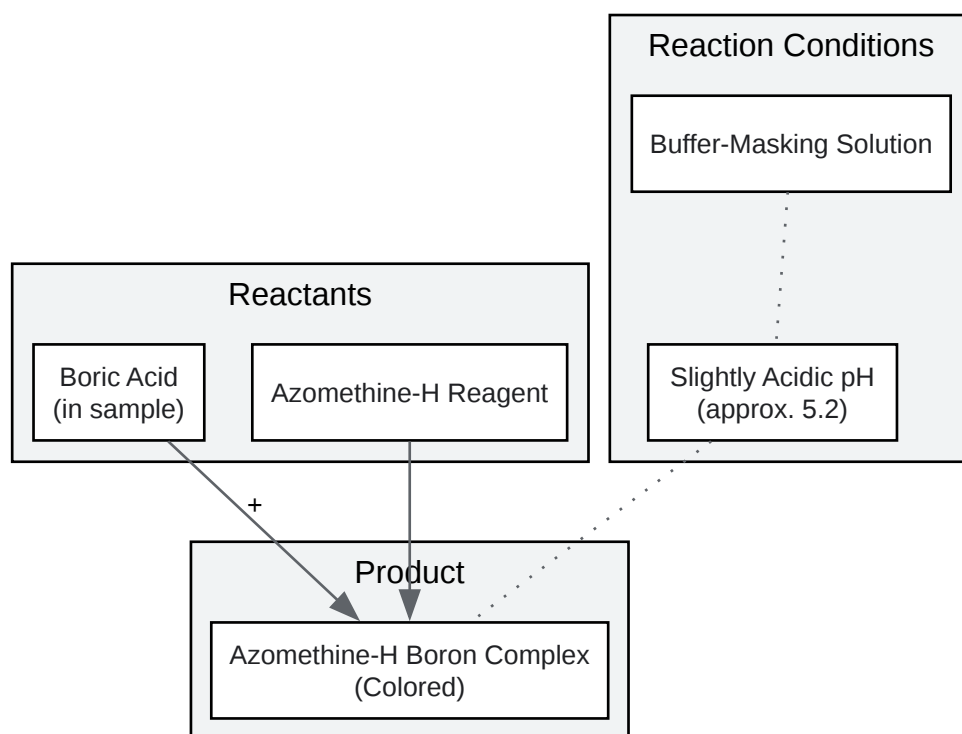 Reaction Conditions
Buffer-Masking Solution
Reactants
Boric Acid
(in sample)
Azomethine-H Reagent
Slightly Acidic pH
(approx. 5.2)
+
Product
Azomethine-H Boron Complex
(Colored)